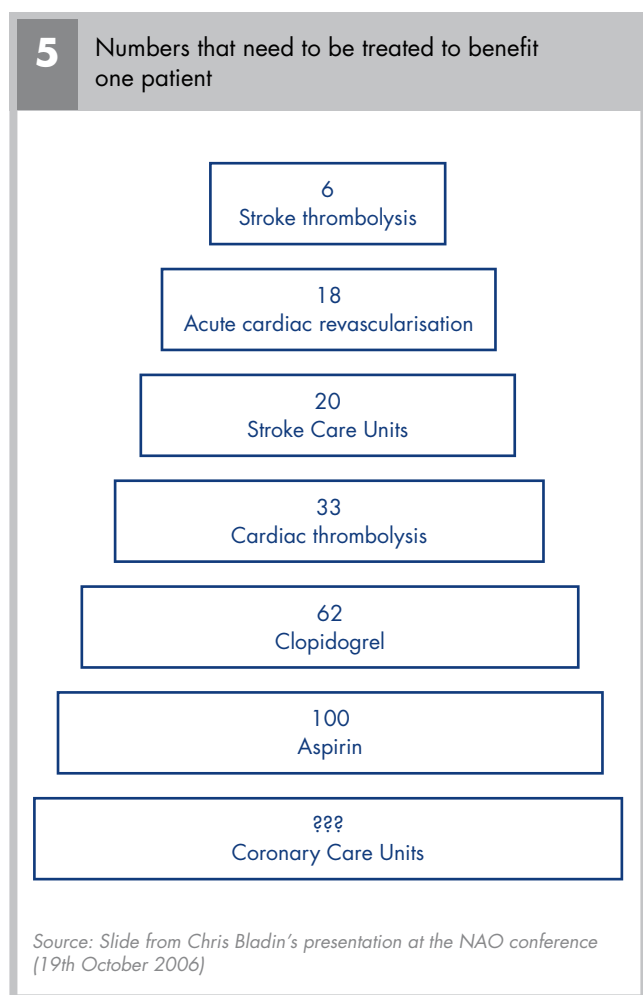 5
Numbers that need to be treated to benefit
one patient
6
Stroke thrombolysis
18
Acute cardiac revascularisation
20
Stroke Care Units
33
Cardiac thrombolysis
62
Clopidogrel
100
Aspirin
???
Coronary Care Units
Source: Slide from Chris Bladin’s presentation at the NAO conference
(19th October 2006)